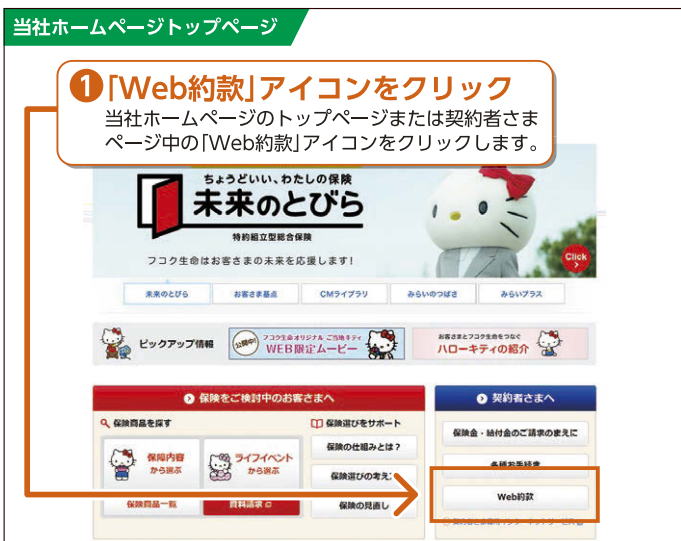 当社ホームページトップページ
❶「Web約款」アイコンをクリック
当社ホームページのトップページまたは契約者さま
ページ中の「Web約款」アイコンをクリックします。
ちょうどいい、わたしの保険
未来のとびら
特約組立型総合保険
フコク生命はお客さまの未来を応援します!
Click
未来のとびら
お客さま基点
CMライブラリ
みらいのつばさ
みらいプラス
ピックアップ情報
公開中!
フコク生命オリジナル ご当地キティ
WEB限定ムービー
お客さまとフコク生命をつなぐ
ハローキティの紹介
保険をご検討中のお客さまへ
契約者さまへ
保険商品を探す
保険選びをサポート
保障内容
から選ぶ
ライフイベント
から選ぶ
保険商品一覧
資料請求
保険の仕組みとは?
保険選びの考え
保険の見直し
保険金・給付金のご請求のまえに
各種お手続き
Web約款